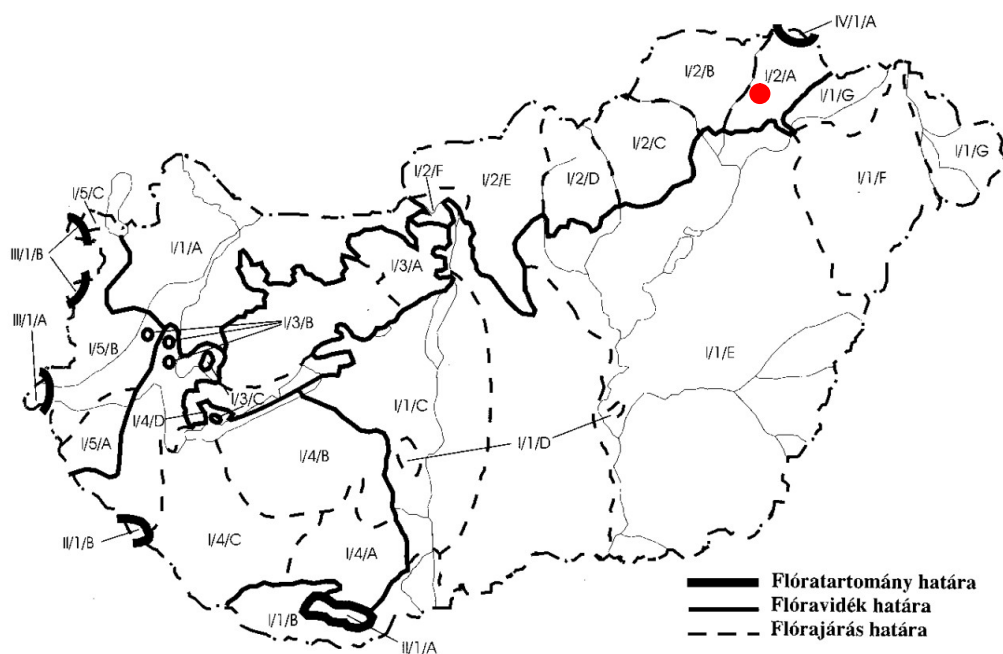 IV/1/A
I/2/B
I/2/A
I/1/G
I/2/C
I/1/G
I/2/F
I/2/E
I/2/D
I/1/F
I/5/C
I/1/A
III/1/B
I/3/A
III/1/A
I/3/B
I/5/B
I/1/E
I/3/C
I/4/D
I/1/C
I/5/A
I/4/B
I/1/D
II/1/B
I/4/C
I/4/A
I/1/B
II/1/A
Flóratartomány határa
Flóravidék határa
Flórajárás határa